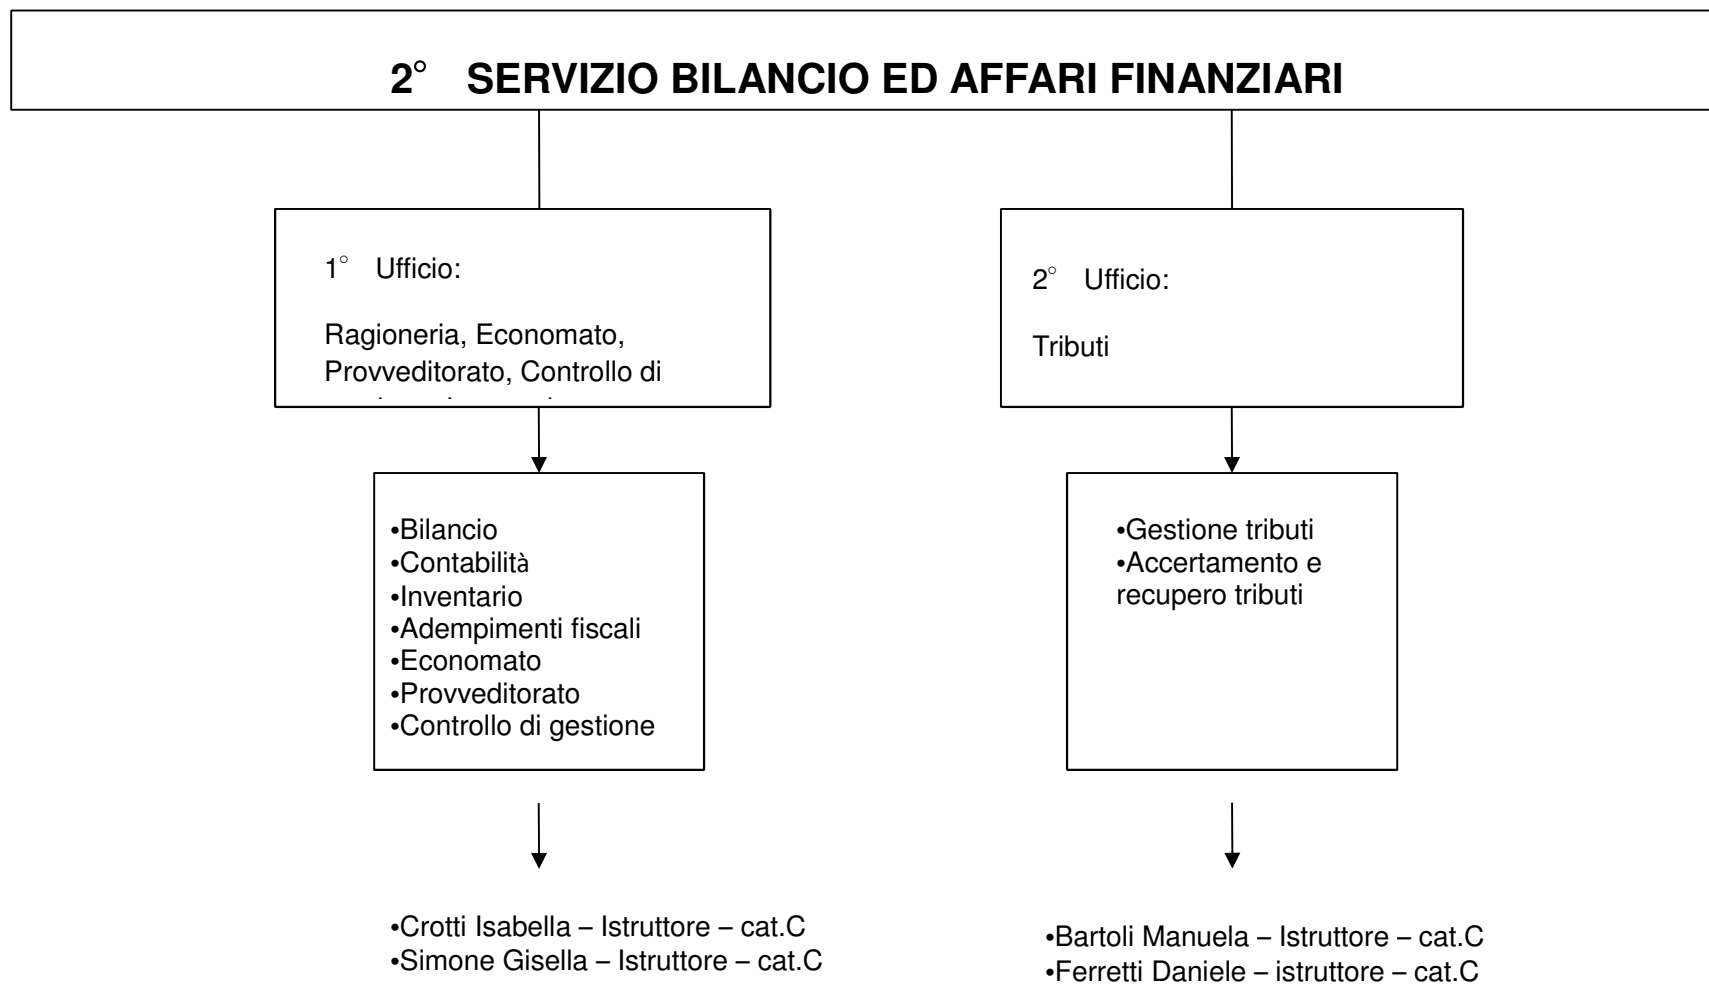 2° SERVIZIO BILANCIO ED AFFARI FINANZIARI
1° Ufficio:
Ragioneria, Economato,
Provveditorato, Controllo di
2° Ufficio:
Tributi
•Bilancio
•Contabilità
•Inventario
•Adempimenti fiscali
•Economato
•Provveditorato
•Controllo di gestione
•Gestione tributi
•Accertamento e
recupero tributi
•Crotti Isabella – Istruttore – cat.C
•Simone Gisella – Istruttore – cat.C
•Bartoli Manuela – Istruttore – cat.C
•Ferretti Daniele – istruttore – cat.C